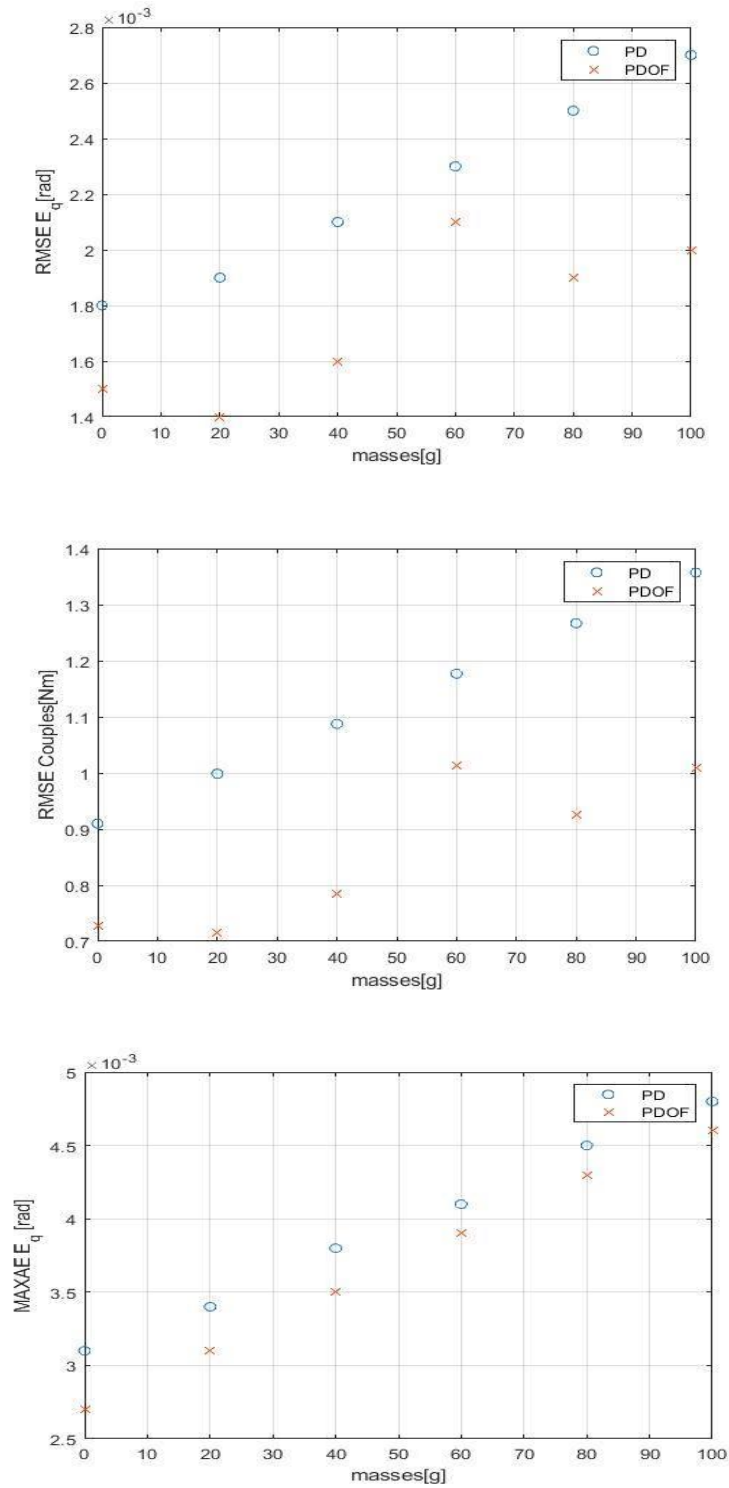 × 10-3
2.8
2.6
2.4
2.2
2
1.8
1.6
1.4
RMSE Eq[rad]
PD
PDOF
0 10 20 30 40 50 60 70 80 90 100
masses[g]
1.4
1.3
1.2
1.1
1
0.9
0.8
0.7
RMSE Couples[Nm]
PD
PDOF
0 10 20 30 40 50 60 70 80 90 100
masses[g]
× 10-3
5
4.5
4
3.5
3
2.5
MAXAE Eq [rad]
PD
PDOF
0 10 20 30 40 50 60 70 80 90 100
masses[g]